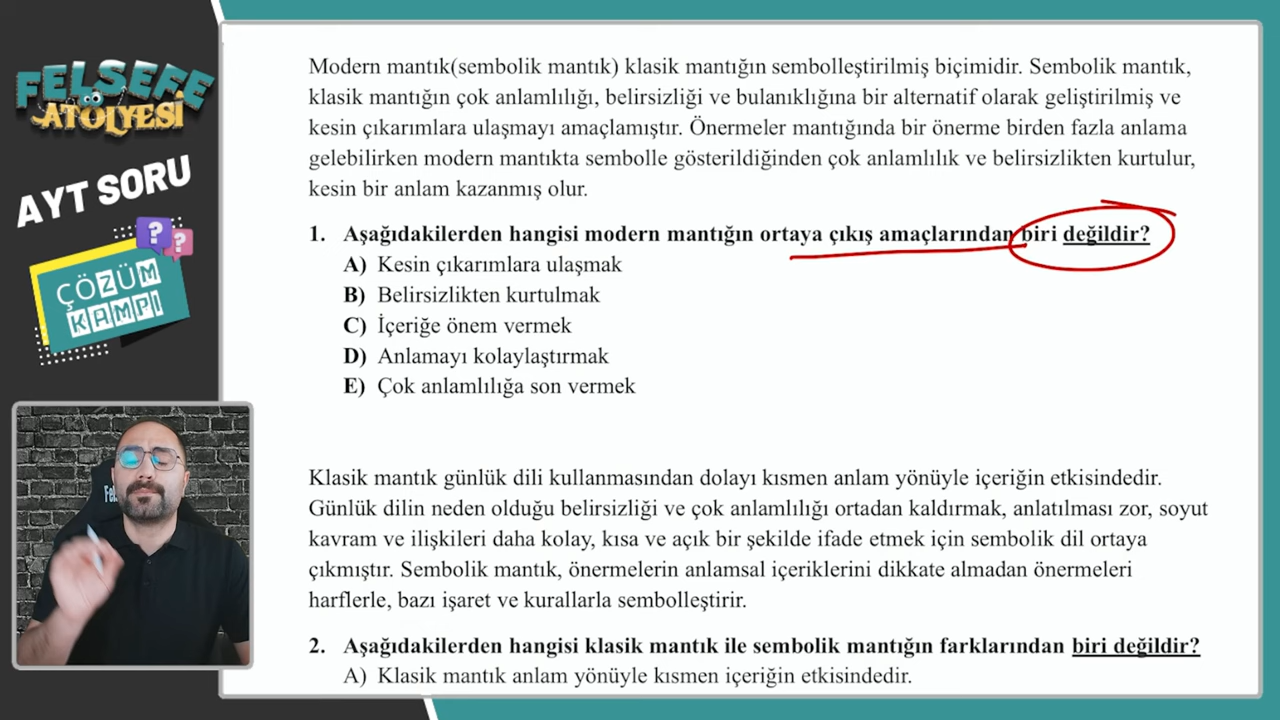 FELSEFE
ATÖLYESİ
AYT SORU
? ?
ÇÖZÜM
KAMPI
Modern mantık(sembolik mantık) klasik mantığın sembolleştirilmiş biçimidir. Sembolik mantık,
klasik mantığın çok anlamlılığı, belirsizliği ve bulanıklığına bir alternatif olarak geliştirilmiş ve
kesin çıkarımlara ulaşmayı amaçlamıştır. Önermeler mantığında bir önerme birden fazla anlama
gelebilirken modern mantıkta sembolle gösterildiğinden çok anlamlılık ve belirsizlikten kurtulur,
kesin bir anlam kazanmış olur.
1. Aşağıdakilerden hangisi modern mantığın ortaya çıkış amaçlarından biri değildir?
A) Kesin çıkarımlara ulaşmak
B) Belirsizlikten kurtulmak
C) İçeriğe önem vermek
D) Anlamayı kolaylaştırmak
E) Çok anlamlılığa son vermek
Klasik mantık günlük dili kullanmasından dolayı kısmen anlam yönüyle içeriğin etkisindedir.
Günlük dilin neden olduğu belirsizliği ve çok anlamlılığı ortadan kaldırmak, anlatılması zor, soyut
kavram ve ilişkileri daha kolay, kısa ve açık bir şekilde ifade etmek için sembolik dil ortaya
çıkmıştır. Sembolik mantık, önermelerin anlamsal içeriklerini dikkate almadan önermeleri
harflerle, bazı işaret ve kurallarla sembolleştirir.
2. Aşağıdakilerden hangisi klasik mantık ile sembolik mantığın farklarından biri değildir?
A) Klasik mantık anlam yönüyle kısmen içeriğin etkisindedir.